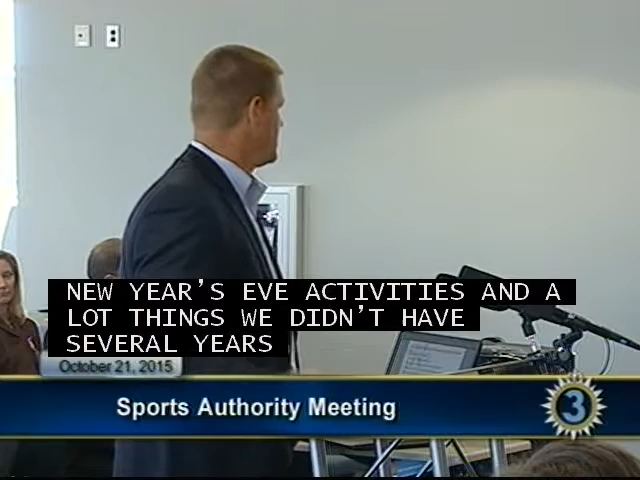 NEW YEAR'S EVE ACTIVITIES AND A
LOT THINGS WE DIDN'T HAVE
SEVERAL YEARS
October 21, 2015
Sports Authority Meeting
3